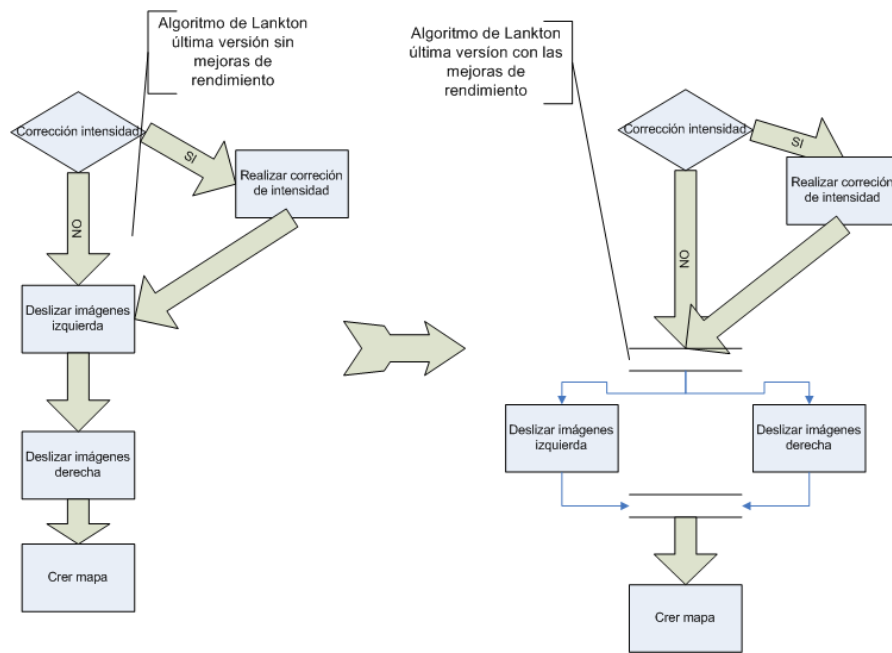 Algoritmo de Lankton
última versión sin
mejoras de
rendimiento
Corrección intensidad
SI
Realizar correción
de intensidad
NO
Deslizar imágenes
izquierda
Deslizar imágenes
derecha
Crer mapa
Algoritmo de Lankton
última versíon con las
mejoras de
rendimiento
Corrección intensidad
SI
Realizar correción
de intensidad
NO
Deslizar imágenes
izquierda
Deslizar imágenes
derecha
Crer mapa